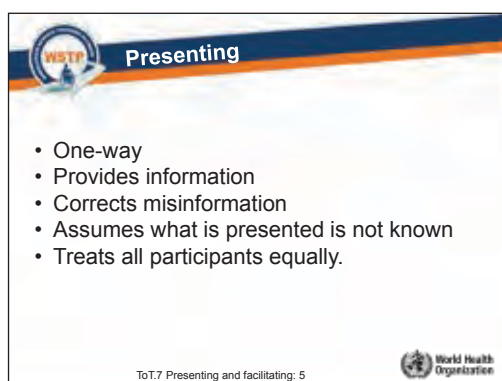 WSTP
Presenting
• One-way
• Provides information
• Corrects misinformation
• Assumes what is presented is not known
• Treats all participants equally.
ToT.7 Presenting and facilitating: 5
World Health
Organization